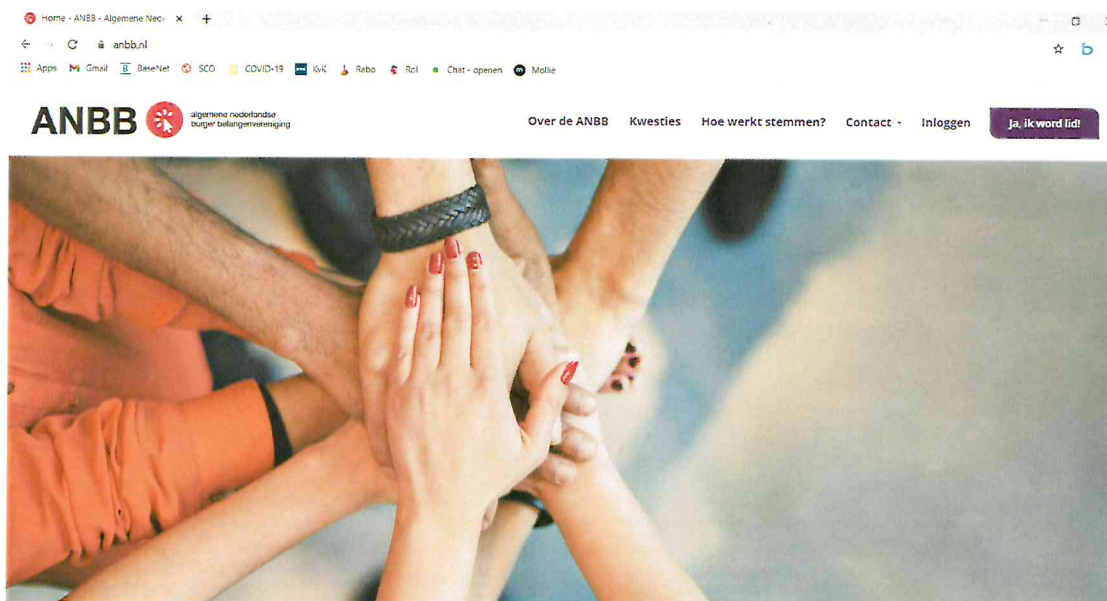 Home - ANBB - Algemene Nede
anbb.nl
Apps Gmail BaseNet SCO COVID-19 KvK Rabo Rol Chat - openen Mollie
ANBB algemene nederlandse
burger belangenvereniging
Over de ANBB Kwesties Hoe werkt stemmen? Contact Inloggen Ja, ik word lid!